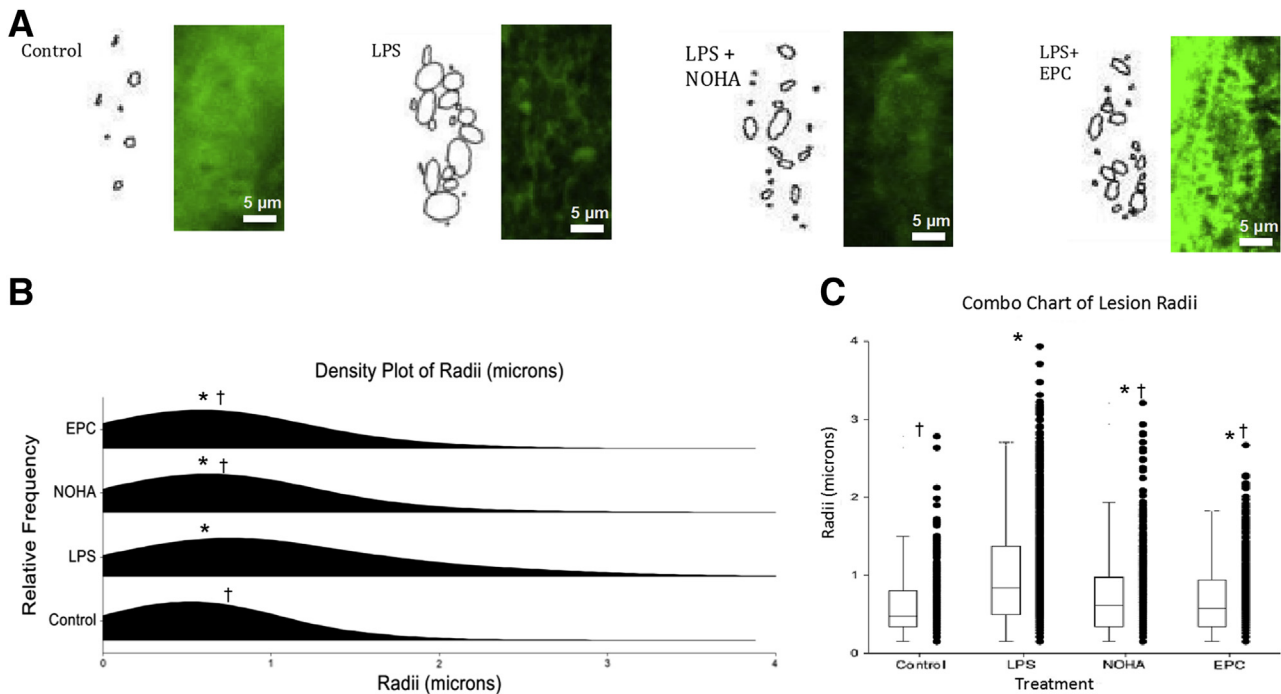 A
Control
5 µm
LPS
5 µm
LPS +
NOHA
5 µm
LPS+
EPC
5 µm
B
Density Plot of Radii (microns)
Relative Frequency
EPC
* †
NOHA
* †
LPS
*
Control
†
0 1 2 3 4
Radii (microns)
C
Combo Chart of Lesion Radii
Radii (microns)
4
3
2
1
0
†
*
* †
* †
Control LPS NOHA EPC
Treatment